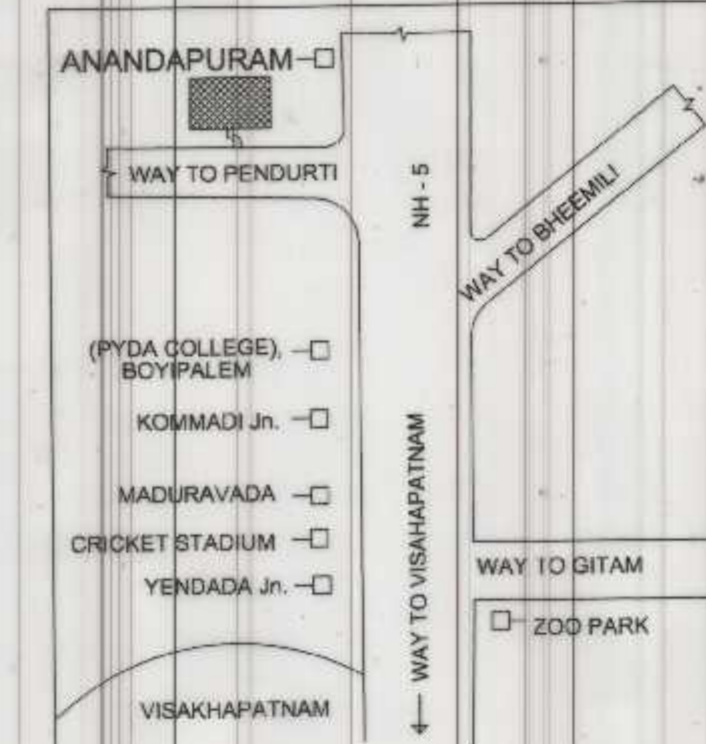 ANANDAPURAM
WAY TO PENDURTI
NH - 5
WAY TO BHEEMILI
(PYDA COLLEGE),
BOYIPALEM
KOMMADI Jn.
MADURAVADA
CRICKET STADIUM
YENDADA Jn.
WAY TO VISAHAPATNAM
WAY TO GITAM
ZOO PARK
VISAKHAPATNAM